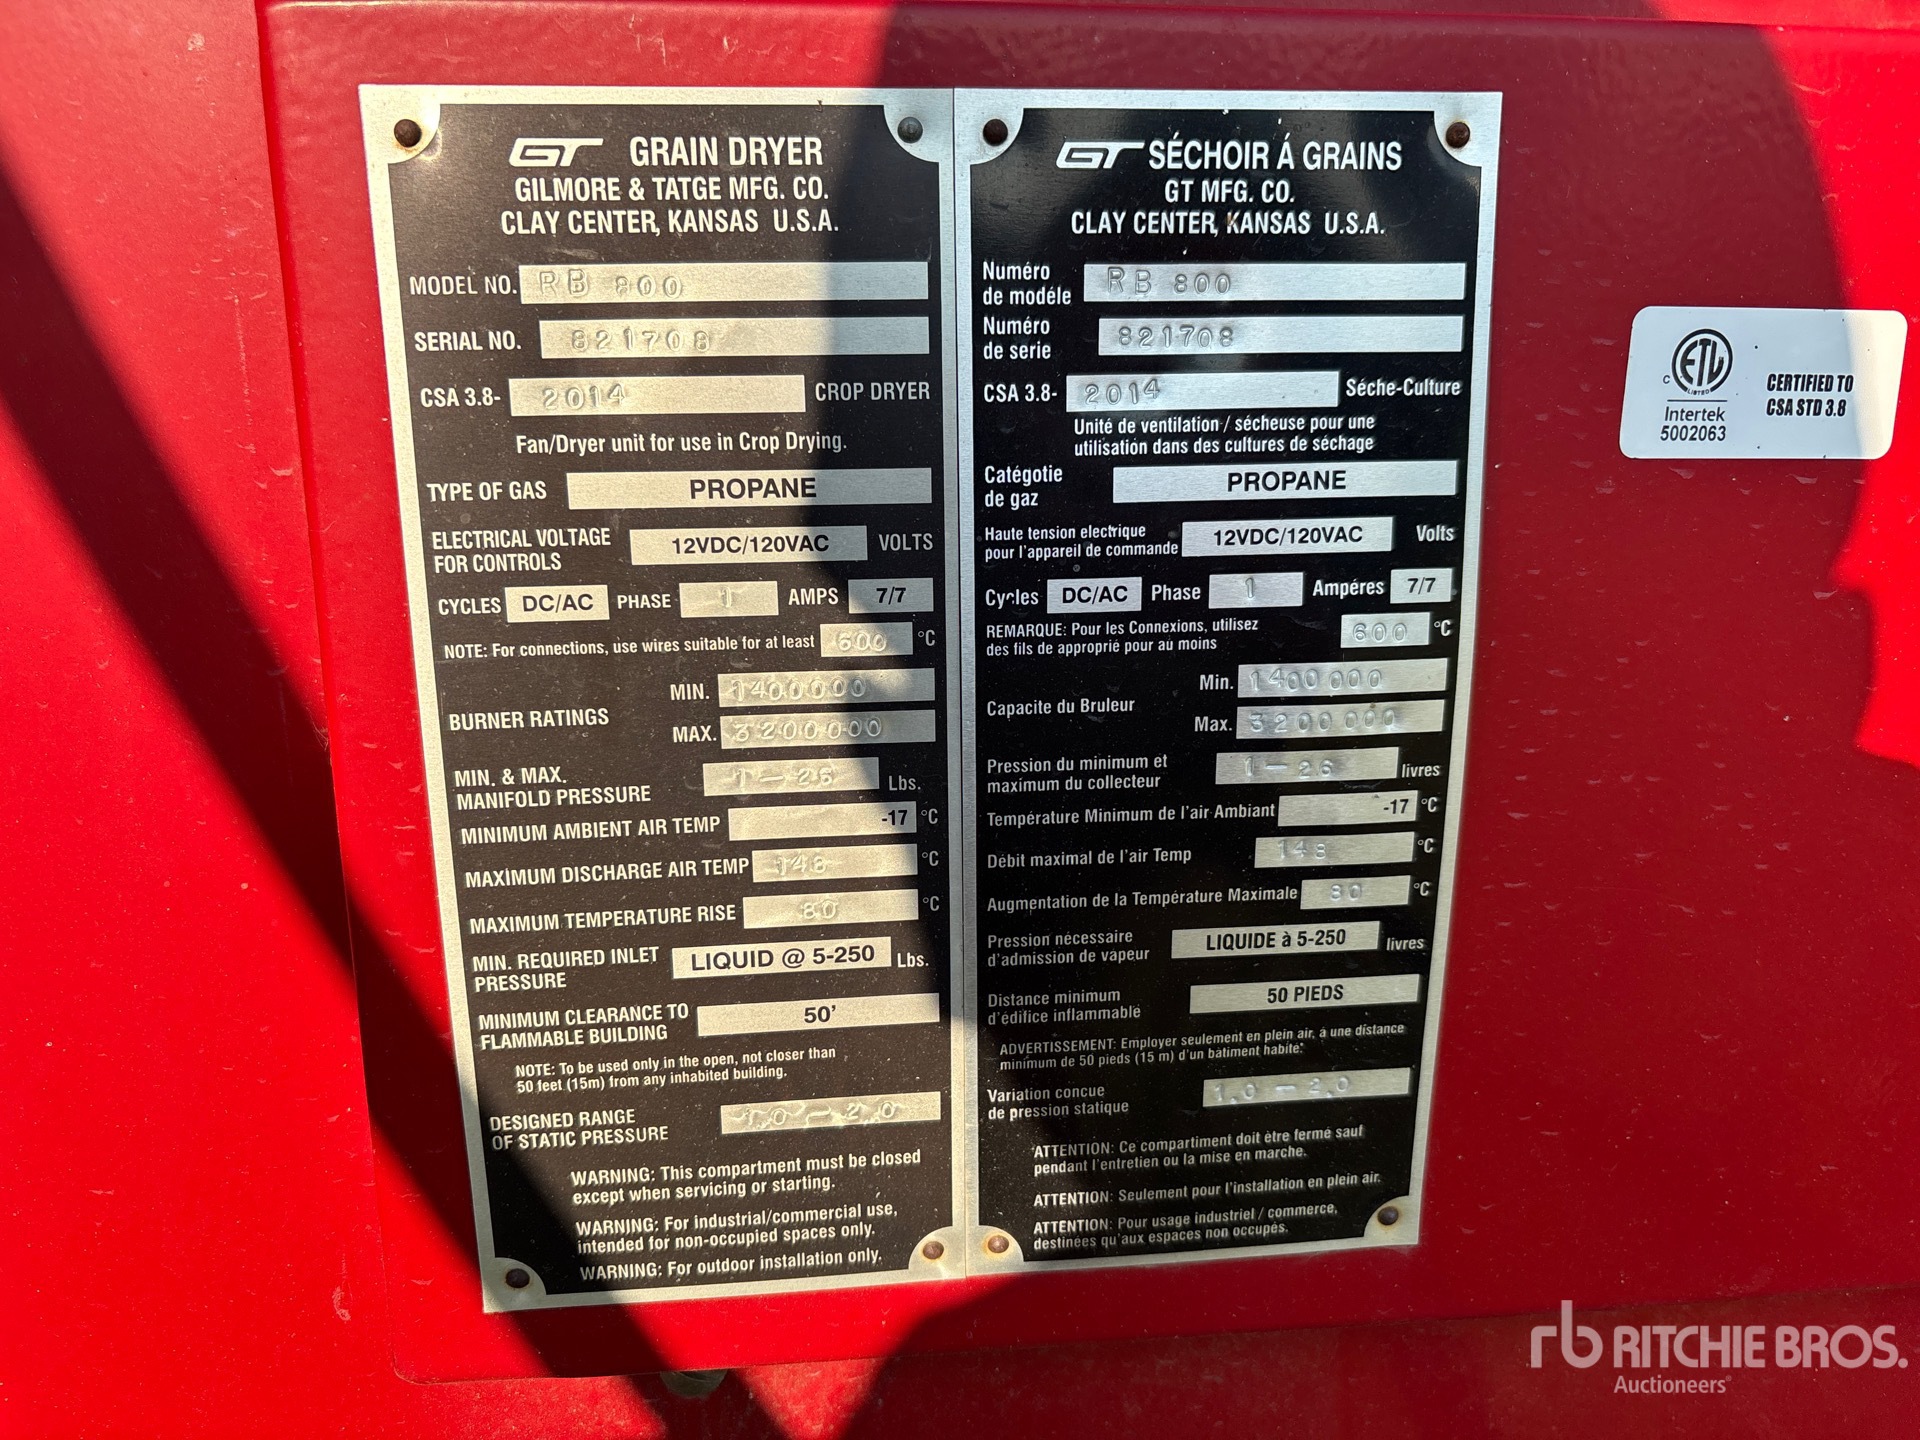 GT GRAIN DRYER
GILMORE & TATGE MFG. CO.
CLAY CENTER, KANSAS U.S.A.
MODEL NO. RB 800
SERIAL NO. 821708
CSA 3.8- 2014 CROP DRYER
Fan/Dryer unit for use in Crop Drying.
TYPE OF GAS PROPANE
ELECTRICAL VOLTAGE
FOR CONTROLS 12VDC/120VAC VOLTS
CYCLES DC/AC PHASE 1 AMPS 7/7
NOTE: For connections, use wires suitable for at least 600 °C
BURNER RATINGS
MIN. 1400000
MAX. 3200000
MIN. & MAX.
MANIFOLD PRESSURE 1-26 Lbs.
MINIMUM AMBIENT AIR TEMP -17 °C
MAXIMUM DISCHARGE AIR TEMP 148 °C
MAXIMUM TEMPERATURE RISE 80 °C
MIN. REQUIRED INLET
PRESSURE LIQUID @ 5-250 Lbs.
MINIMUM CLEARANCE TO
FLAMMABLE BUILDING 50'
NOTE: To be used only in the open, not closer than
50 feet (15m) from any inhabited building.
DESIGNED RANGE
OF STATIC PRESSURE 1.0-2.0
WARNING: This compartment must be closed
except when servicing or starting.
WARNING: For industrial/commercial use,
intended for non-occupied spaces only.
WARNING: For outdoor installation only.
GT SÉCHOIR Á GRAINS
GT MFG. CO.
CLAY CENTER, KANSAS U.S.A.
Numéro
de modéle RB 800
Numéro
de serie 821708
CSA 3.8- 2014 Séche-Culture
Unité de ventilation / sécheuse pour une
utilisation dans des cultures de séchage
Catégotie
de gaz PROPANE
Haute tension electrique
pour l'appareil de commande 12VDC/120VAC Volts
Cycles DC/AC Phase 1 Ampéres 7/7
REMARQUE: Pour les Connexions, utilisez
des fils de approprié pour au moins 600 °C
Capacite du Bruleur
Min. 1400000
Max. 3200000
Pression du minimum et
maximum du collecteur 1-26 livres
Température Minimum de l'air Ambiant -17 °C
Débit maximal de l'air Temp 148 °C
Augmentation de la Température Maximale 80 °C
Pression nécessaire
d'admission de vapeur LIQUIDE à 5-250 livres
Distance minimum
d'édifice inflammable 50 PIEDS
ADVERTISSEMENT: Employer seulement en plein air, á une distance
minimum de 50 pieds (15 m) d'un bâtiment habité.
Variation concue
de pression statique 1.0-2.0
ATTENTION: Ce compartiment doit être fermé sauf
pendant l'entretien ou la mise en marche.
ATTENTION: Seulement pour l'installation en plein air.
ATTENTION: Pour usage industriel / commerce,
destinées qu'aux espaces non occupés.
C ETL
LISTED
Intertek
5002063
CERTIFIED TO
CSA STD 3.8
rb RITCHIE BROS.
Auctioneers